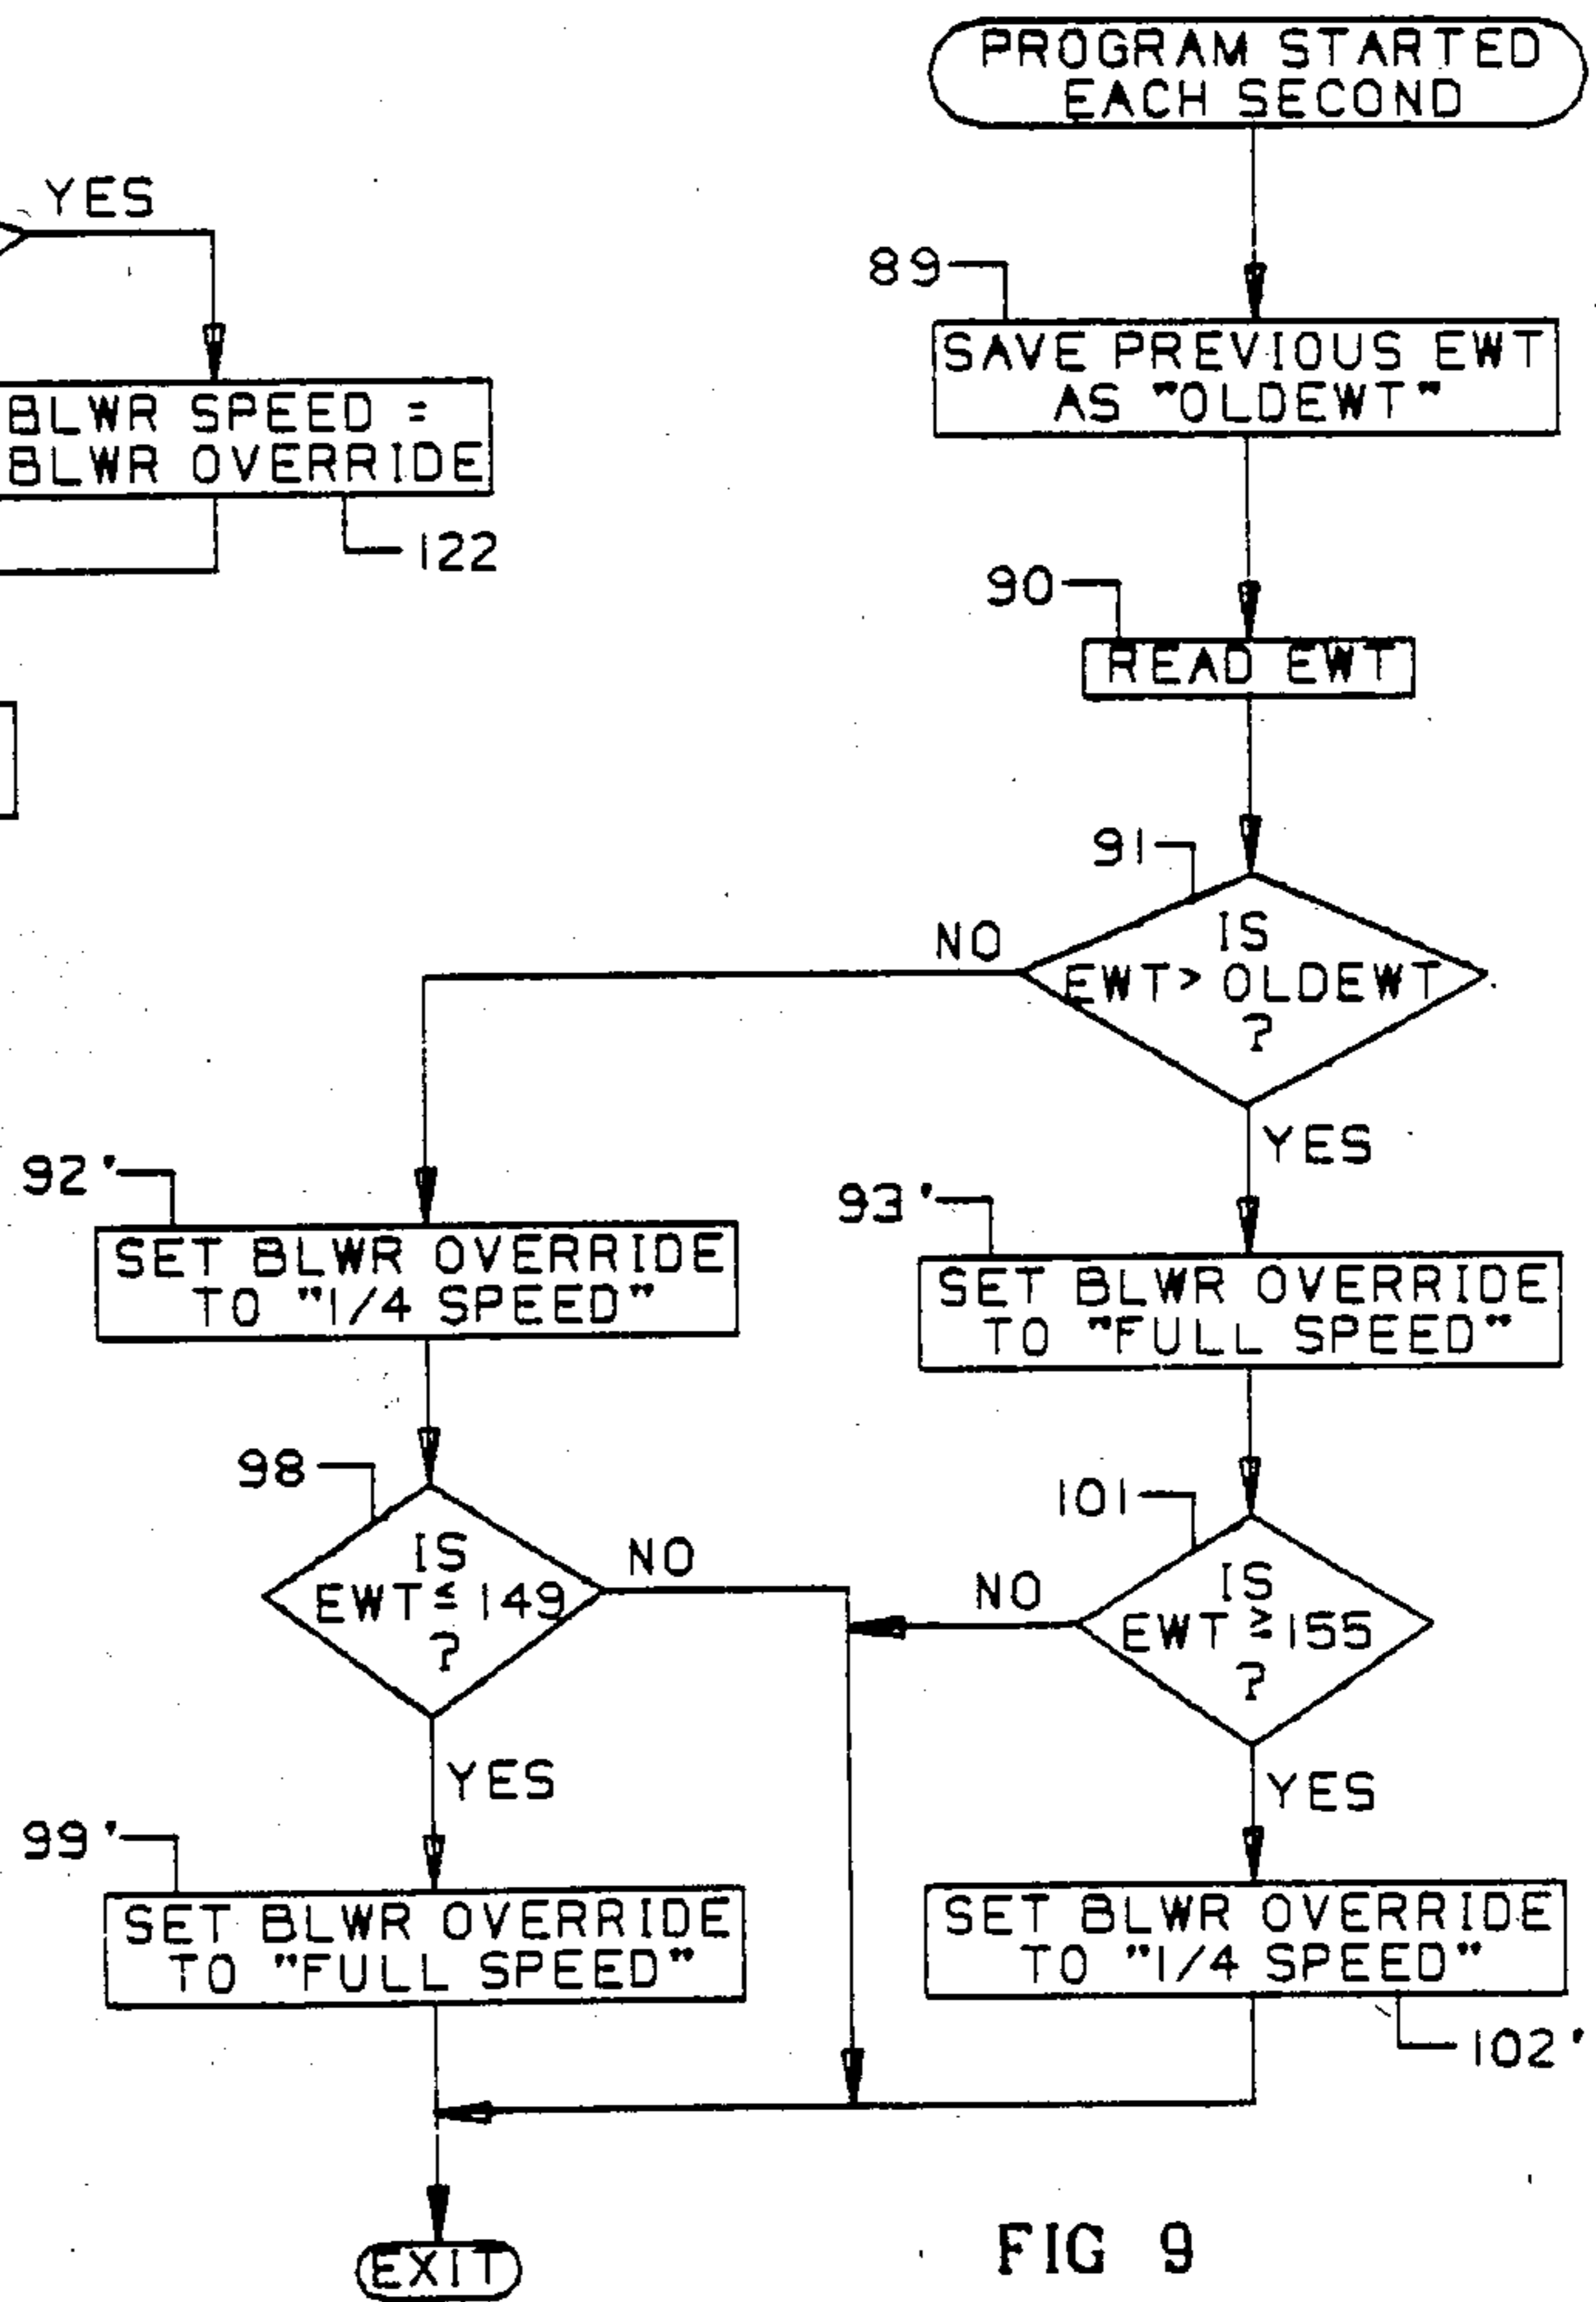 PROGRAM STARTED
EACH SECOND
YES
89
SAVE PREVIOUS EWT
AS "OLDEWT"
BLWR SPEED =
BLWR OVERRIDE
122
90
READ EWT
91
NO
IS
EWT> OLDEWT
?
YES
92'
SET BLWR OVERRIDE
TO "1/4 SPEED"
93'
SET BLWR OVERRIDE
TO "FULL SPEED"
98
IS
EWT≤149
?
NO
101
IS
EWT≥155
?
NO
YES
YES
99'
SET BLWR OVERRIDE
TO "FULL SPEED"
SET BLWR OVERRIDE
TO "1/4 SPEED"
102'
EXIT
FIG 9